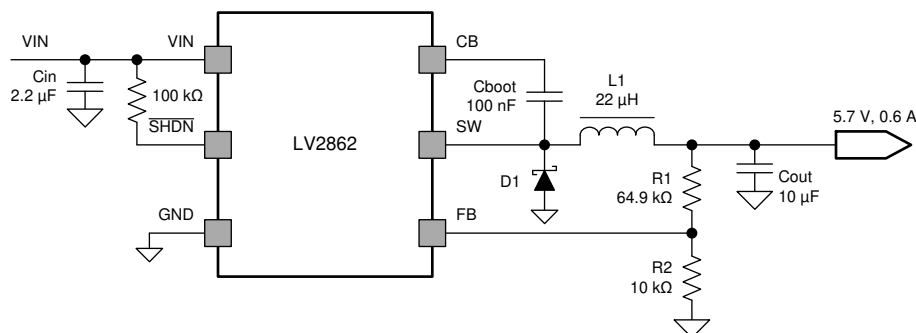 VIN
VIN
Cin
2.2 µF
100 kΩ
SHDN
GND
LV2862
CB
Cboot
100 nF
SW
FB
D1
L1
22 µH
R1
64.9 kΩ
R2
10 kΩ
Cout
10 µF
5.7 V, 0.6 A